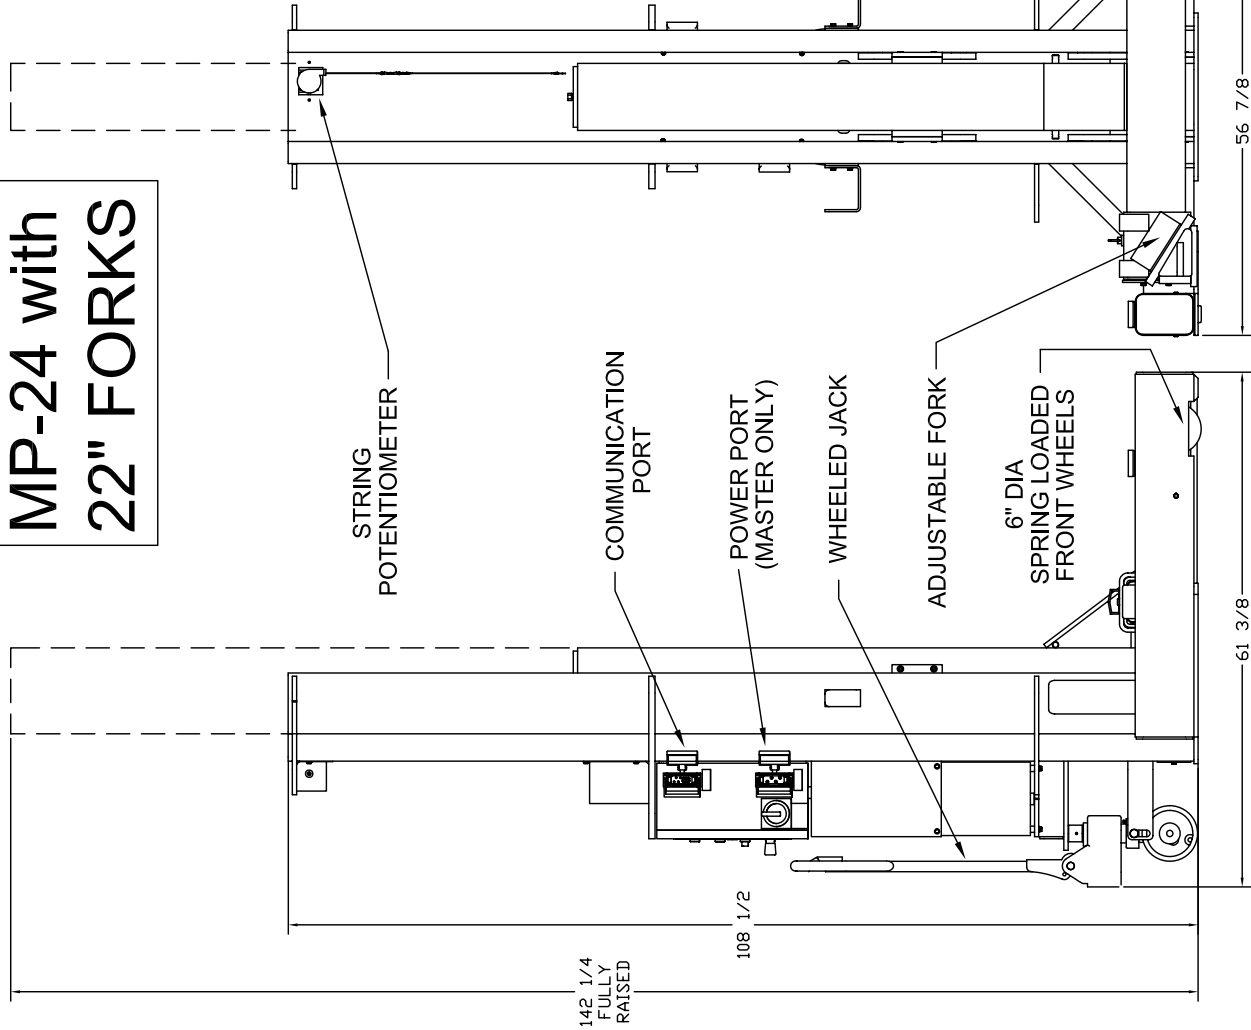 MP-24 with
22" FORKS
STRING
POTENTIOMETER
COMMUNICATION
PORT
POWER PORT
(MASTER ONLY)
WHEELED JACK
ADJUSTABLE FORK
6" DIA
SPRING LOADED
FRONT WHEELS
56 7/8
61 3/8
108 1/2
142 1/4
FULLY
RAISED